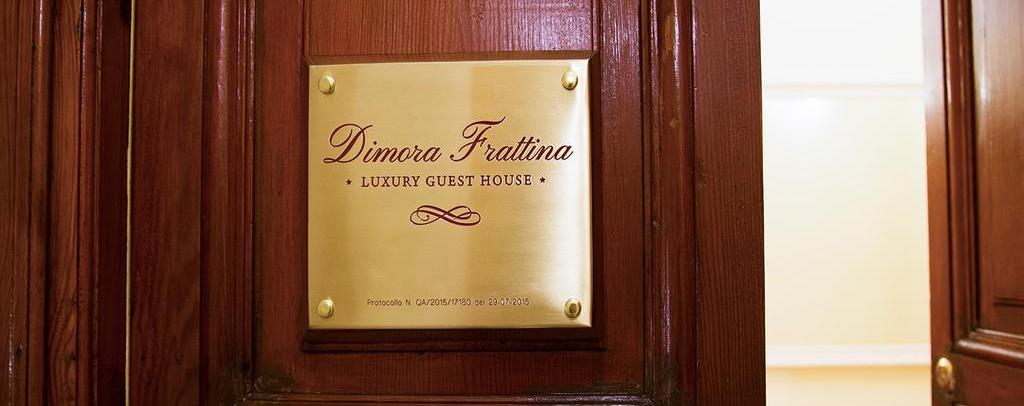 Dimora Frattina
★ LUXURY GUEST HOUSE ★
Protocollo N. QA/2015/17180 del 29-07-2015